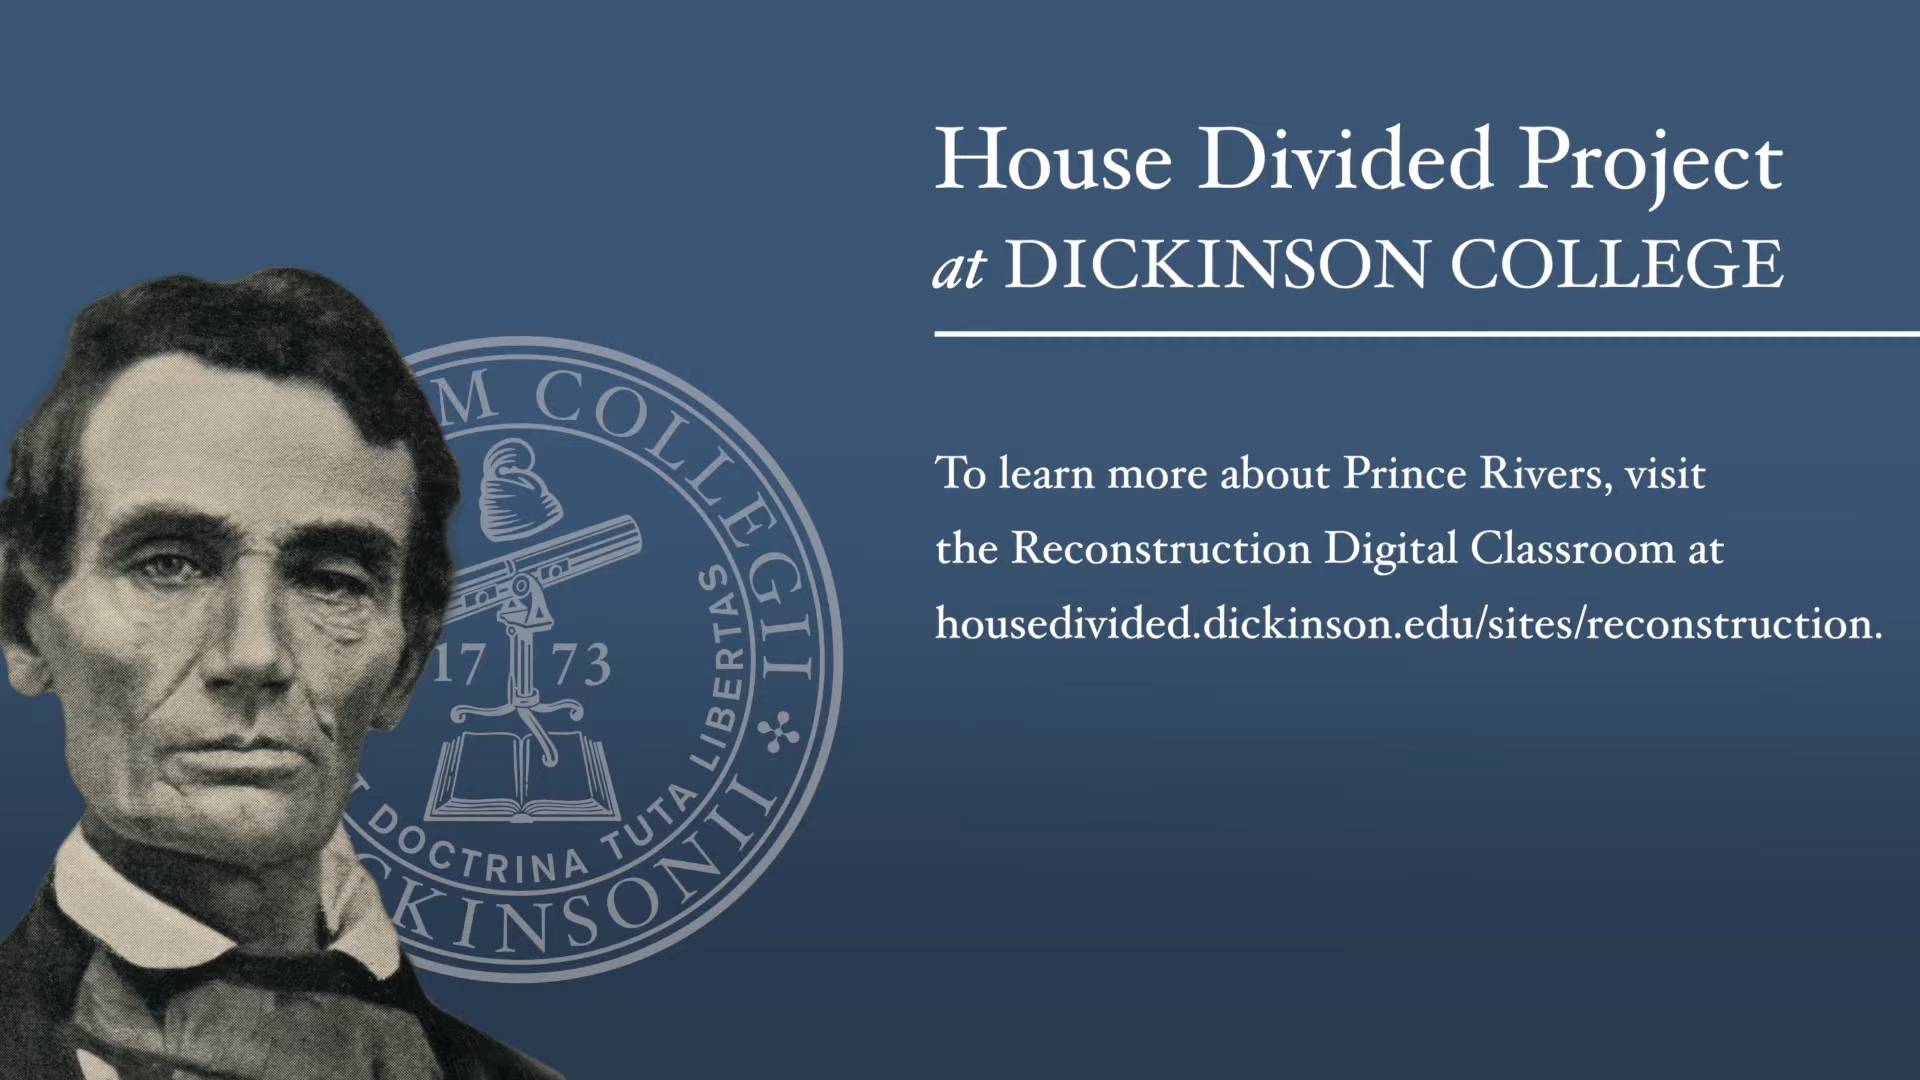 House Divided Project
at DICKINSON COLLEGE
To learn more about Prince Rivers, visit
the Reconstruction Digital Classroom at
housedivided.dickinson.edu/sites/reconstruction.
M COLLEGII
CKINSONII
DOCTRINA TUTA LIBERTAS
17 73